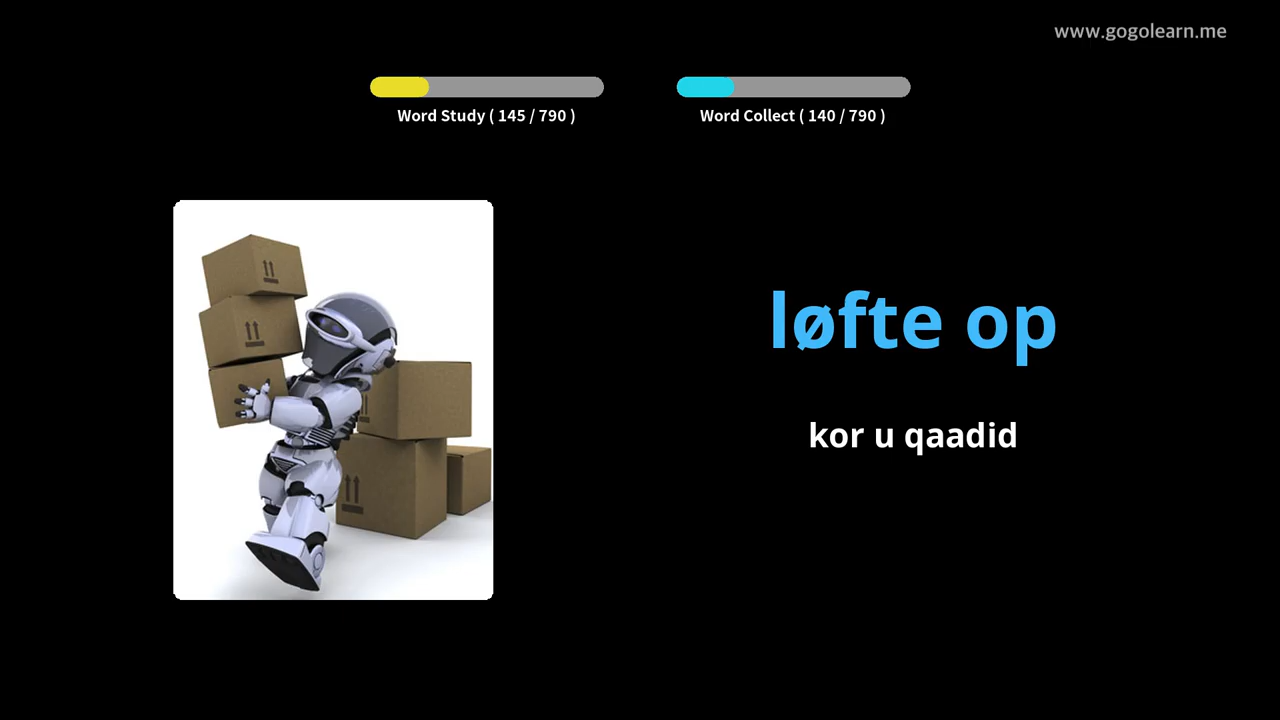 www.gogolearn.me
Word Study ( 145 / 790 )
Word Collect ( 140 / 790 )
løfte op
kor u qaadid